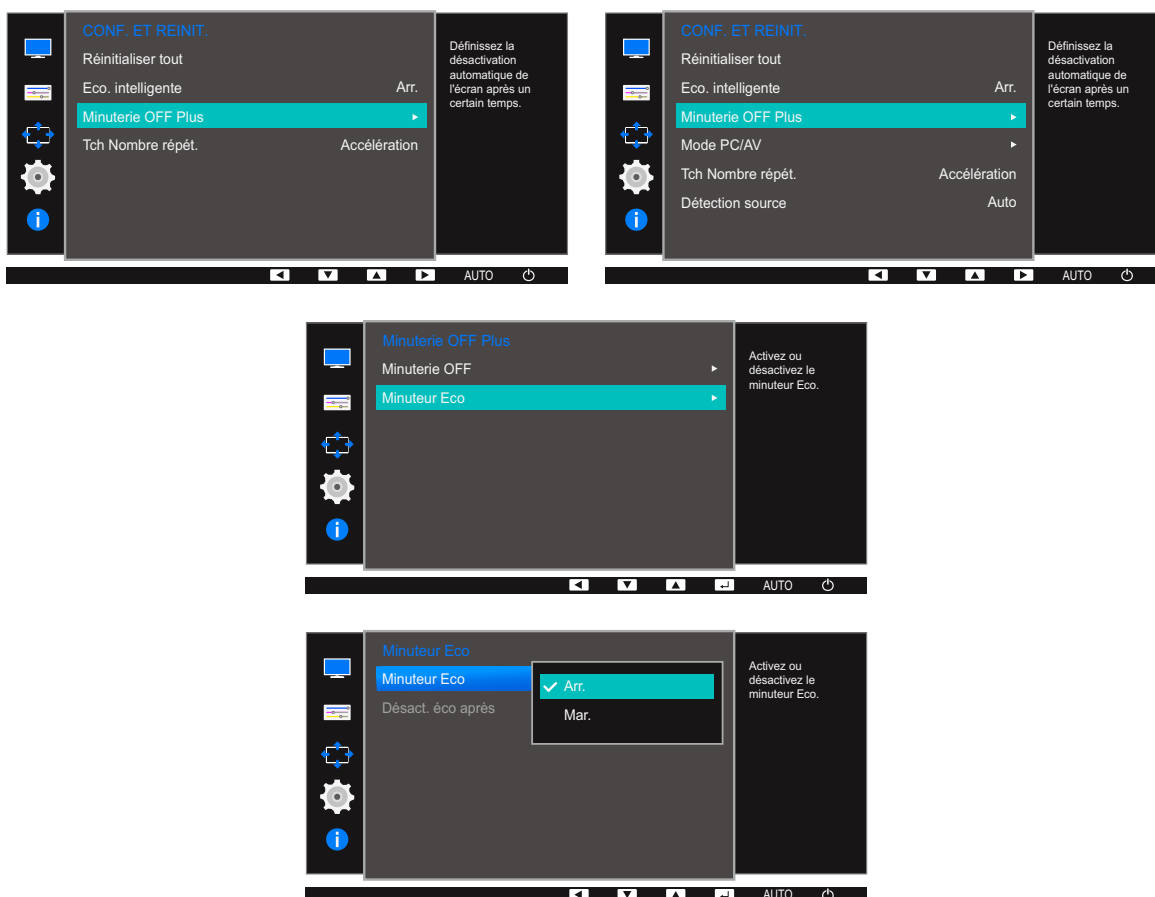 CONF. ET REINIT.
Réinitialiser tout
Eco. intelligente Arr.
Minuterie OFF Plus
Tch Nombre répét. Accélération
Définissez la
désactivation
automatique de
l'écran après un
certain temps.
AUTO
CONF. ET REINIT.
Réinitialiser tout
Eco. intelligente Arr.
Minuterie OFF Plus
Mode PC/AV
Tch Nombre répét. Accélération
Détection source Auto
Définissez la
désactivation
automatique de
l'écran après un
certain temps.
AUTO
Minuterie OFF Plus
Minuterie OFF
Minuteur Eco
Activez ou
désactivez le
minuteur Eco.
AUTO
Minuteur Eco
Minuteur Eco
Désact. éco après
Arr.
Mar.
Activez ou
désactivez le
minuteur Eco.
AUTO